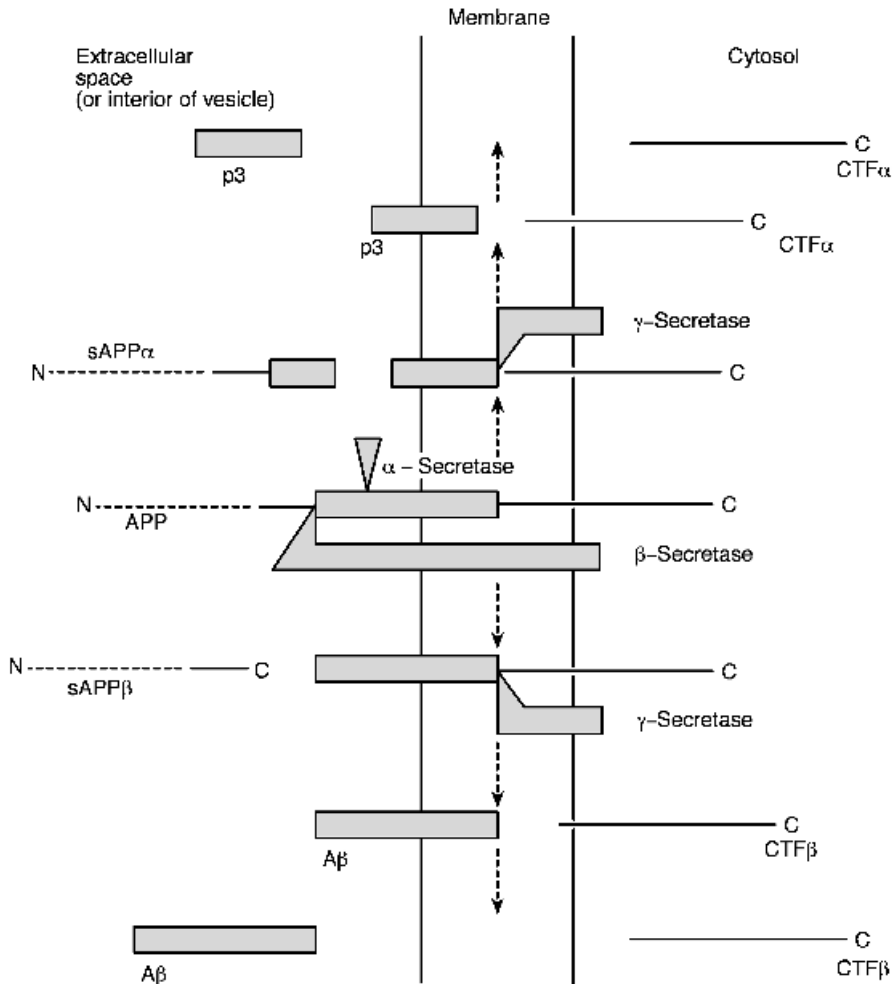 Membrane
Extracellular
space
(or interior of vesicle)
Cytosol
p3
C
CTFα
p3
C
CTFα
γ–Secretase
N
sAPPα
C
α – Secretase
N
APP
C
β–Secretase
N
sAPPβ
C
C
γ–Secretase
Aβ
C
CTFβ
Aβ
C
CTFβ